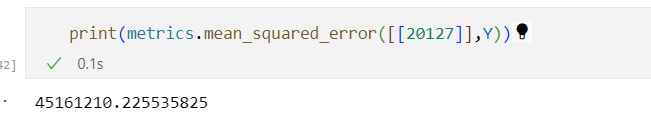 print(metrics.mean_squared_error([[20127]],Y))
42]
0.1s
45161210.225535825